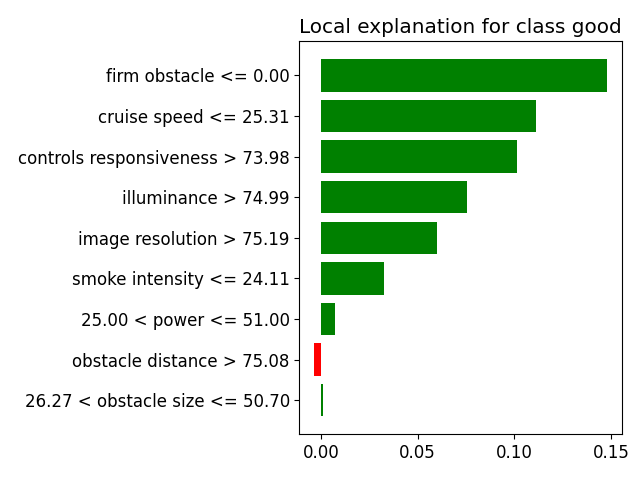 Local explanation for class good
firm obstacle <= 0.00
cruise speed <= 25.31
controls responsiveness > 73.98
illuminance > 74.99
image resolution > 75.19
smoke intensity <= 24.11
25.00 < power <= 51.00
obstacle distance > 75.08
26.27 < obstacle size <= 50.70
0.00 0.05 0.10 0.15